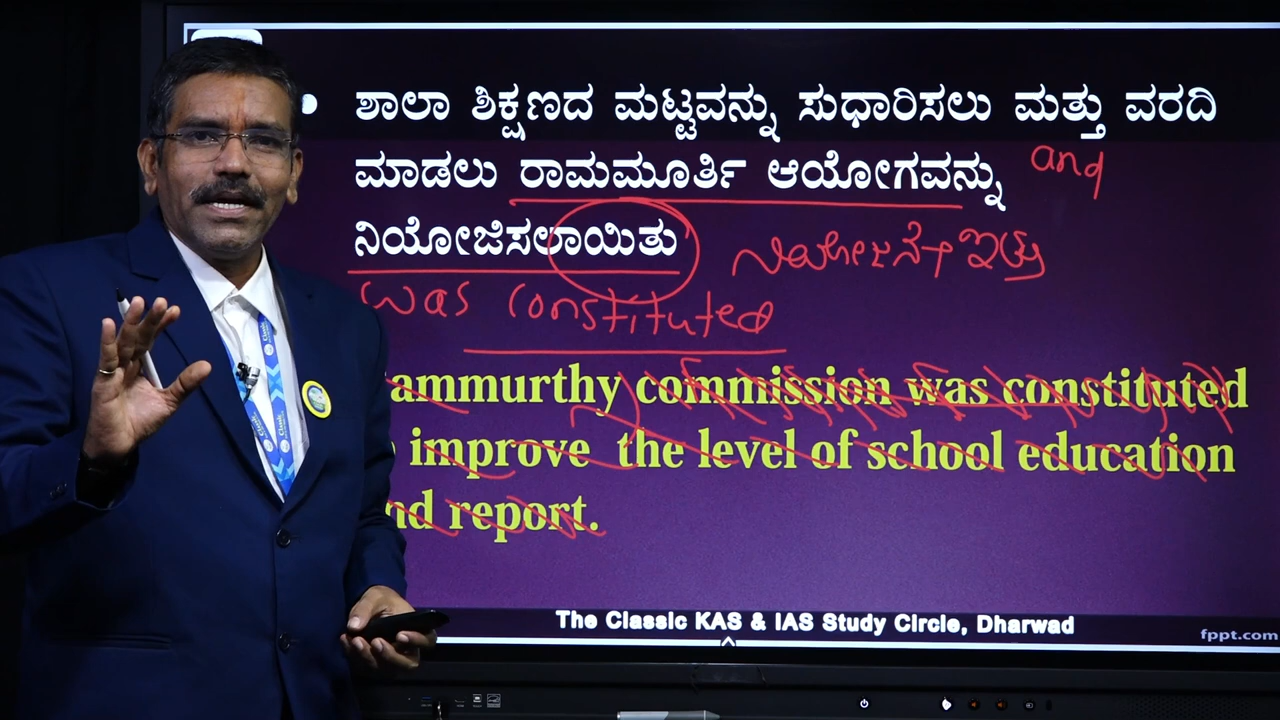 ಶಾಲಾ ಶಿಕ್ಷಣದ ಮಟ್ಟವನ್ನು ಸುಧಾರಿಸಲು ಮತ್ತು ವರದಿ
ಮಾಡಲು ರಾಮಮೂರ್ತಿ ಆಯೋಗವನ್ನು and
ನಿಯೋಜಿಸಲಾಯಿತು ಇತ್ತು
was constituted
ammurthy commission was constituted
improve the level of school education
nd report.
The Classic KAS & IAS Study Circle, Dharwad
fppt.com